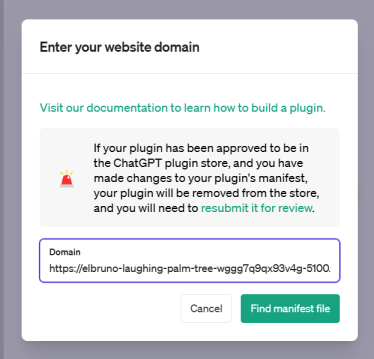 Enter your website domain
Visit our documentation to learn how to build a plugin.
If your plugin has been approved to be in
the ChatGPT plugin store, and you have
made changes to your plugin's manifest,
your plugin will be removed from the store,
and you will need to resubmit it for review.
Domain
https://elbruno-laughing-palm-tree-wggg7q9qx93v4g-5100.
Cancel
Find manifest file